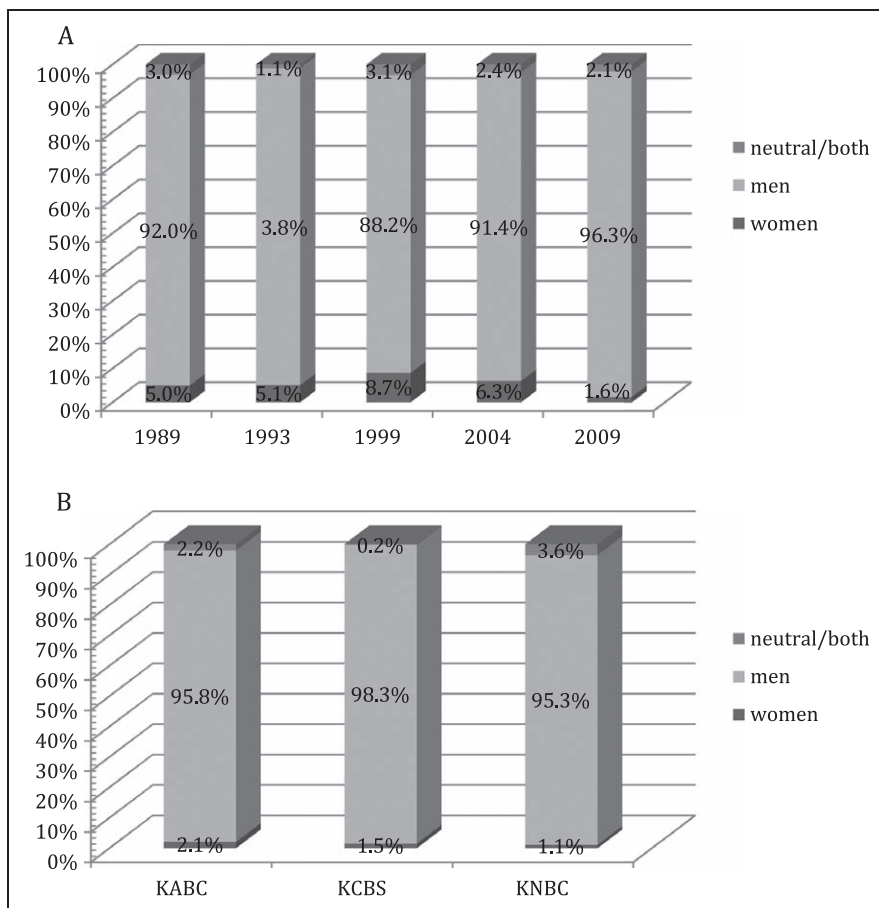 A
100%
90%
80%
70%
60%
50%
40%
30%
20%
10%
0%
3.0% 1.1% 3.1% 2.4% 2.1%
92.0% 3.8% 88.2% 91.4% 96.3%
5.0% 5.1% 8.7% 6.3% 1.6%
1989 1993 1999 2004 2009
neutral/both
men
women
B
100%
90%
80%
70%
60%
50%
40%
30%
20%
10%
0%
2.2% 0.2% 3.6%
95.8% 98.3% 95.3%
2.1% 1.5% 1.1%
KABC KCBS KNBC
neutral/both
men
women